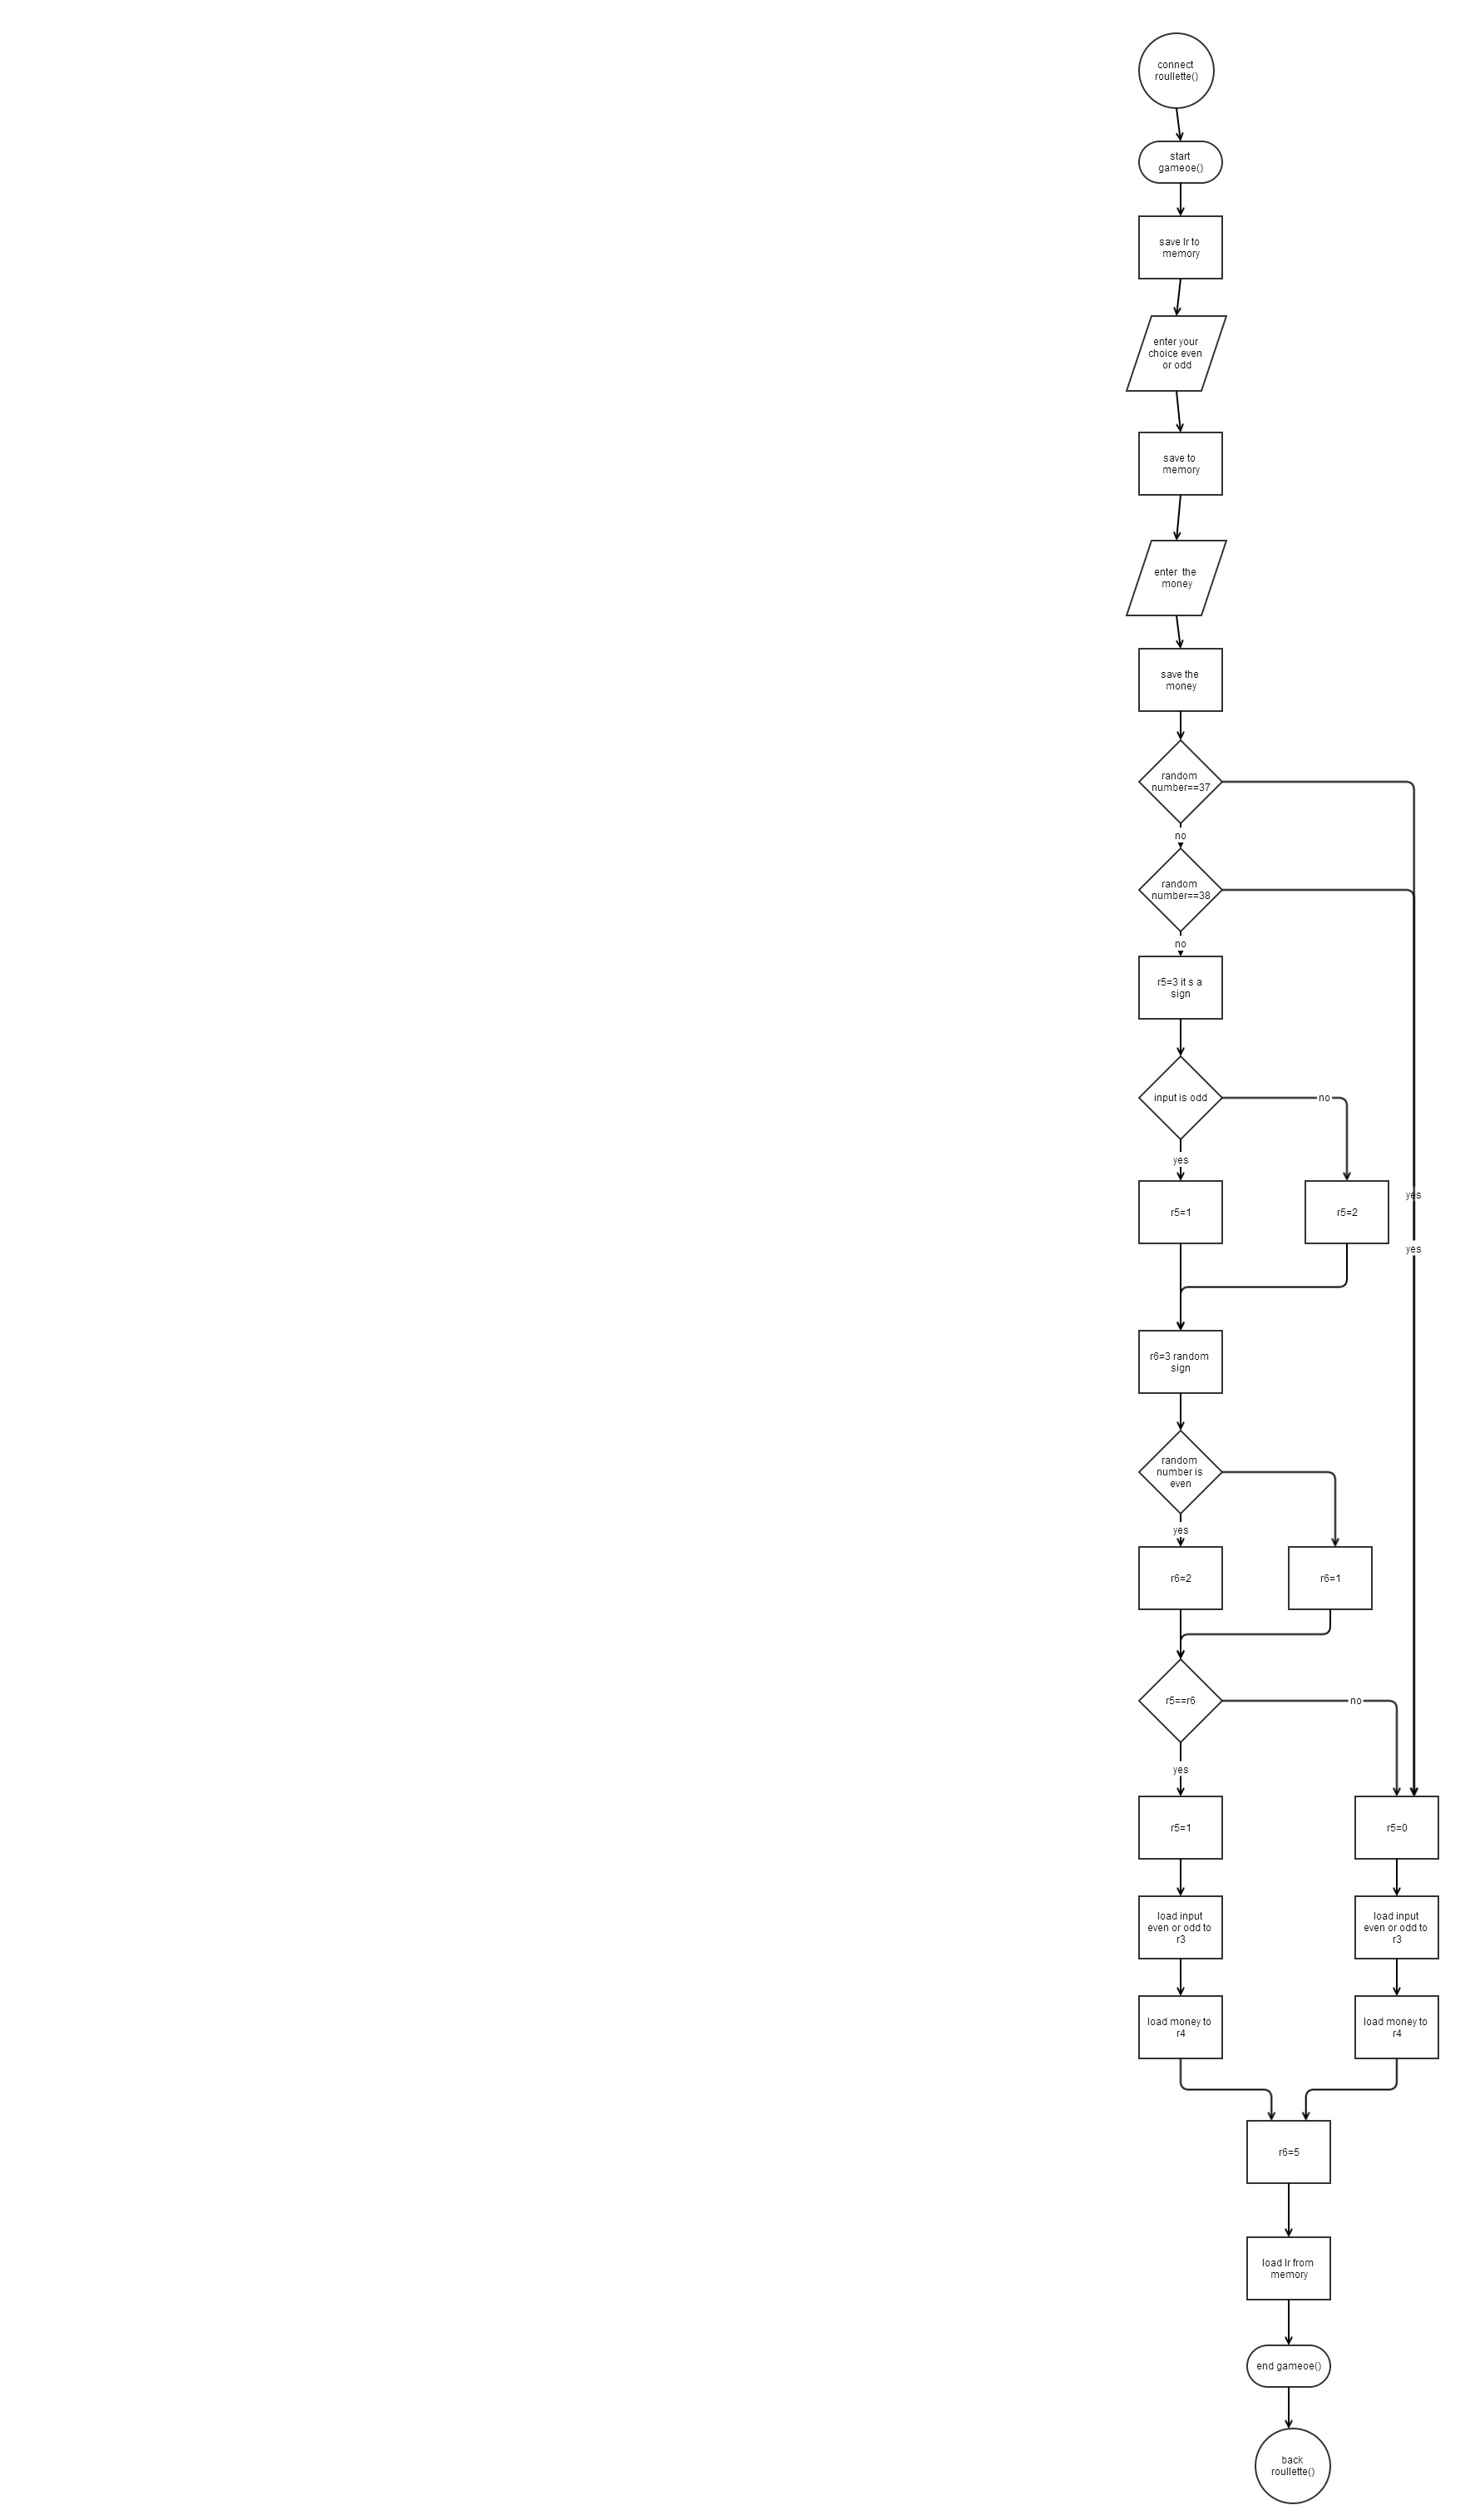 connect
roullette()
start
gameoe()
save lr to
memory
enter your
choice even
or odd
save to
memory
enter  the
money
save the
money
random
number==37
no
random
number==38
no
r5=3 it s a
sign
input is odd
no
yes
r5=1
r5=2
yes
yes
r6=3 random
sign
random
number is
even
yes
r6=2
r6=1
r5==r6
no
yes
r5=1
r5=0
load input
even or odd to
r3
load input
even or odd to
r3
load money to
r4
load money to
r4
r6=5
load lr from
memory
end gameoe()
back
roullette()